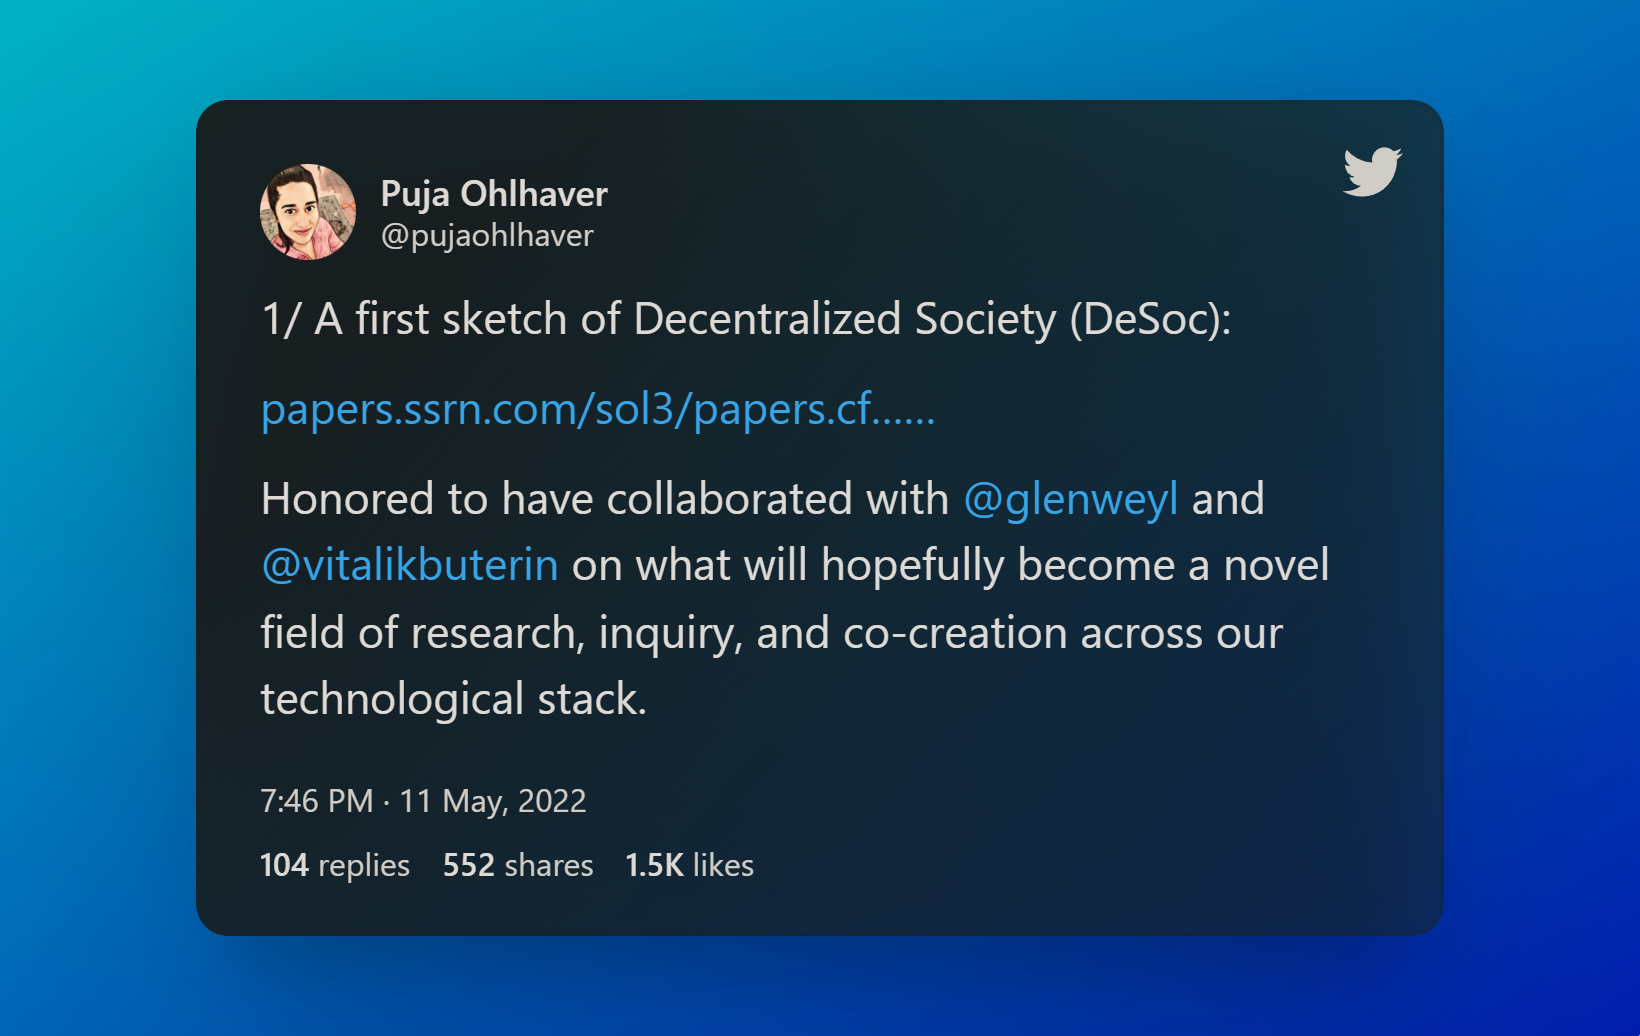 Puja Ohlhaver
@pujaohlhaver
1/ A first sketch of Decentralized Society (DeSoc):
papers.ssrn.com/sol3/papers.cf......
Honored to have collaborated with @glenweyl and
@vitalikbuterin on what will hopefully become a novel
field of research, inquiry, and co-creation across our
technological stack.
7:46 PM · 11 May, 2022
104 replies 552 shares 1.5K likes